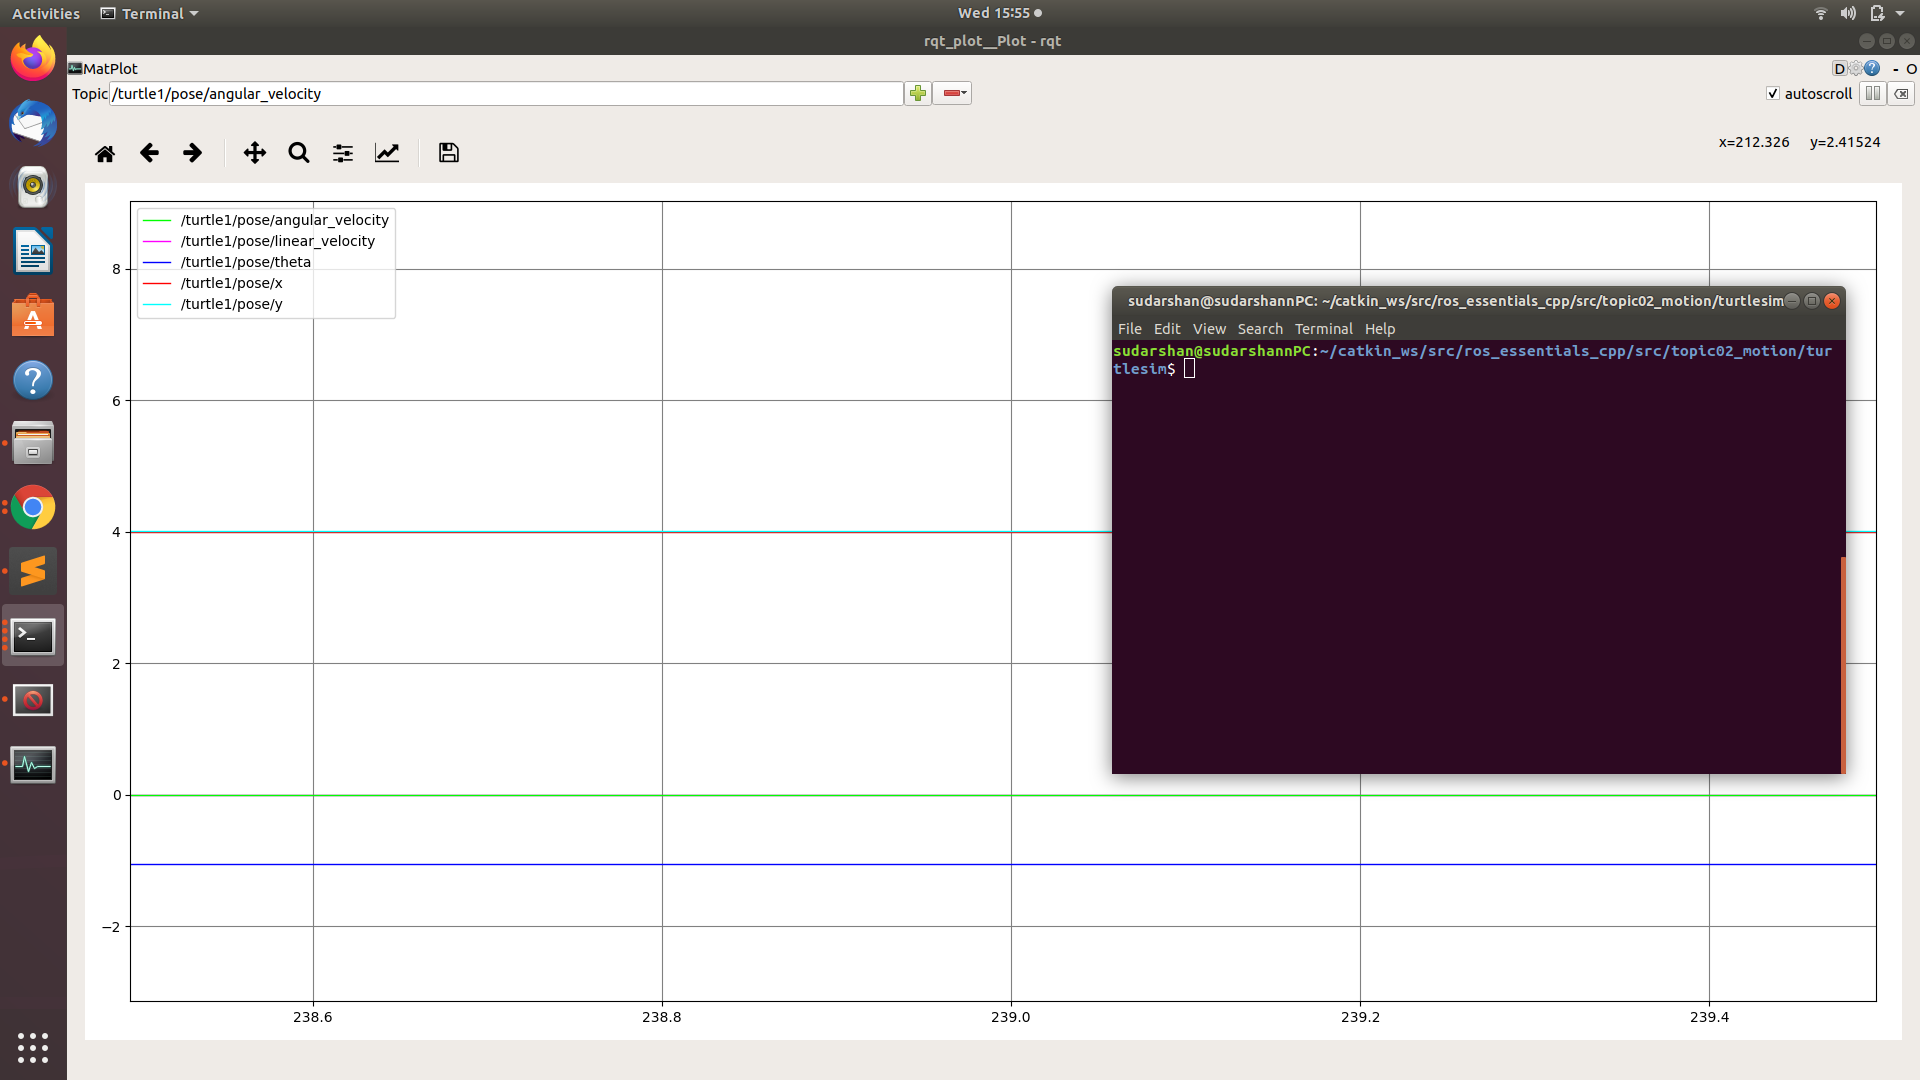 Activities Terminal Wed 15:55
rqt_plot__Plot - rqt
MatPlot D - O
Topic /turtle1/pose/angular_velocity autoscroll
x=212.326 y=2.41524
/turtle1/pose/angular_velocity
/turtle1/pose/linear_velocity
/turtle1/pose/theta
/turtle1/pose/x
/turtle1/pose/y
8
6
4
2
0
−2
238.6 238.8 239.0 239.2 239.4
sudarshan@sudarshannPC: ~/catkin_ws/src/ros_essentials_cpp/src/topic02_motion/turtlesim
File Edit View Search Terminal Help
sudarshan@sudarshannPC:~/catkin_ws/src/ros_essentials_cpp/src/topic02_motion/tur
tlesim$